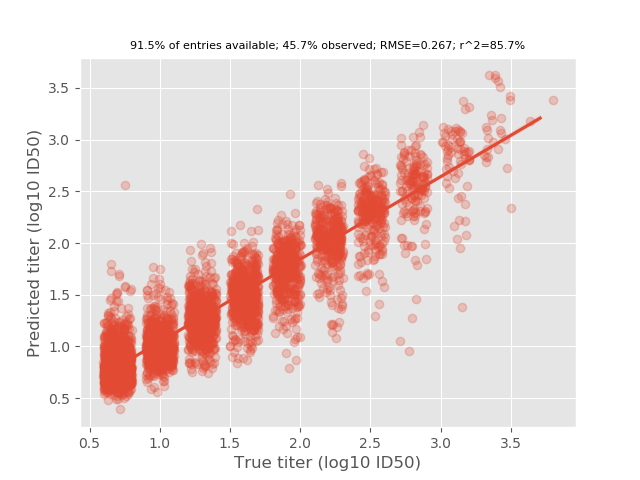 91.5% of entries available; 45.7% observed; RMSE=0.267; r^2=85.7%
Predicted titer (log10 ID50)
3.5
3.0
2.5
2.0
1.5
1.0
0.5
0.5 1.0 1.5 2.0 2.5 3.0 3.5
True titer (log10 ID50)